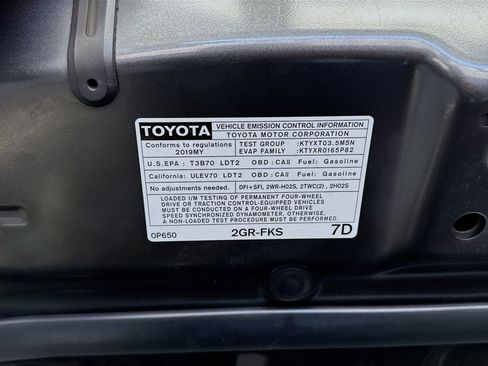 TOYOTA VEHICLE EMISSION CONTROL INFORMATION
TOYOTA MOTOR CORPORATION
Conforms to regulations TEST GROUP :KTYXT03.5M5N
2019MY EVAP FAMILY :KTYXR0165P82
U.S.EPA : T3B70 LDT2 OBD:CAII Fuel: Gasoline
California: ULEV70 LDT2 OBD:CAII Fuel: Gasoline
No adjustments needed. DFI+SFI, 2WR-HO2S, 2TWC(2) , 2HO2S
LOADED I/M TESTING OF PERMANENT FOUR-WHEEL
DRIVE OR TRACTION CONTROL-EQUIPPED VEHICLES
MUST BE CONDUCTED ON A FOUR-WHEEL DRIVE
SPEED SYNCHRONIZED DYNAMOMETER. OTHERWISE,
A NON-LOADED TEST PROCEDURE MUST BE PERFORMED.
0P650 2GR-FKS 7D